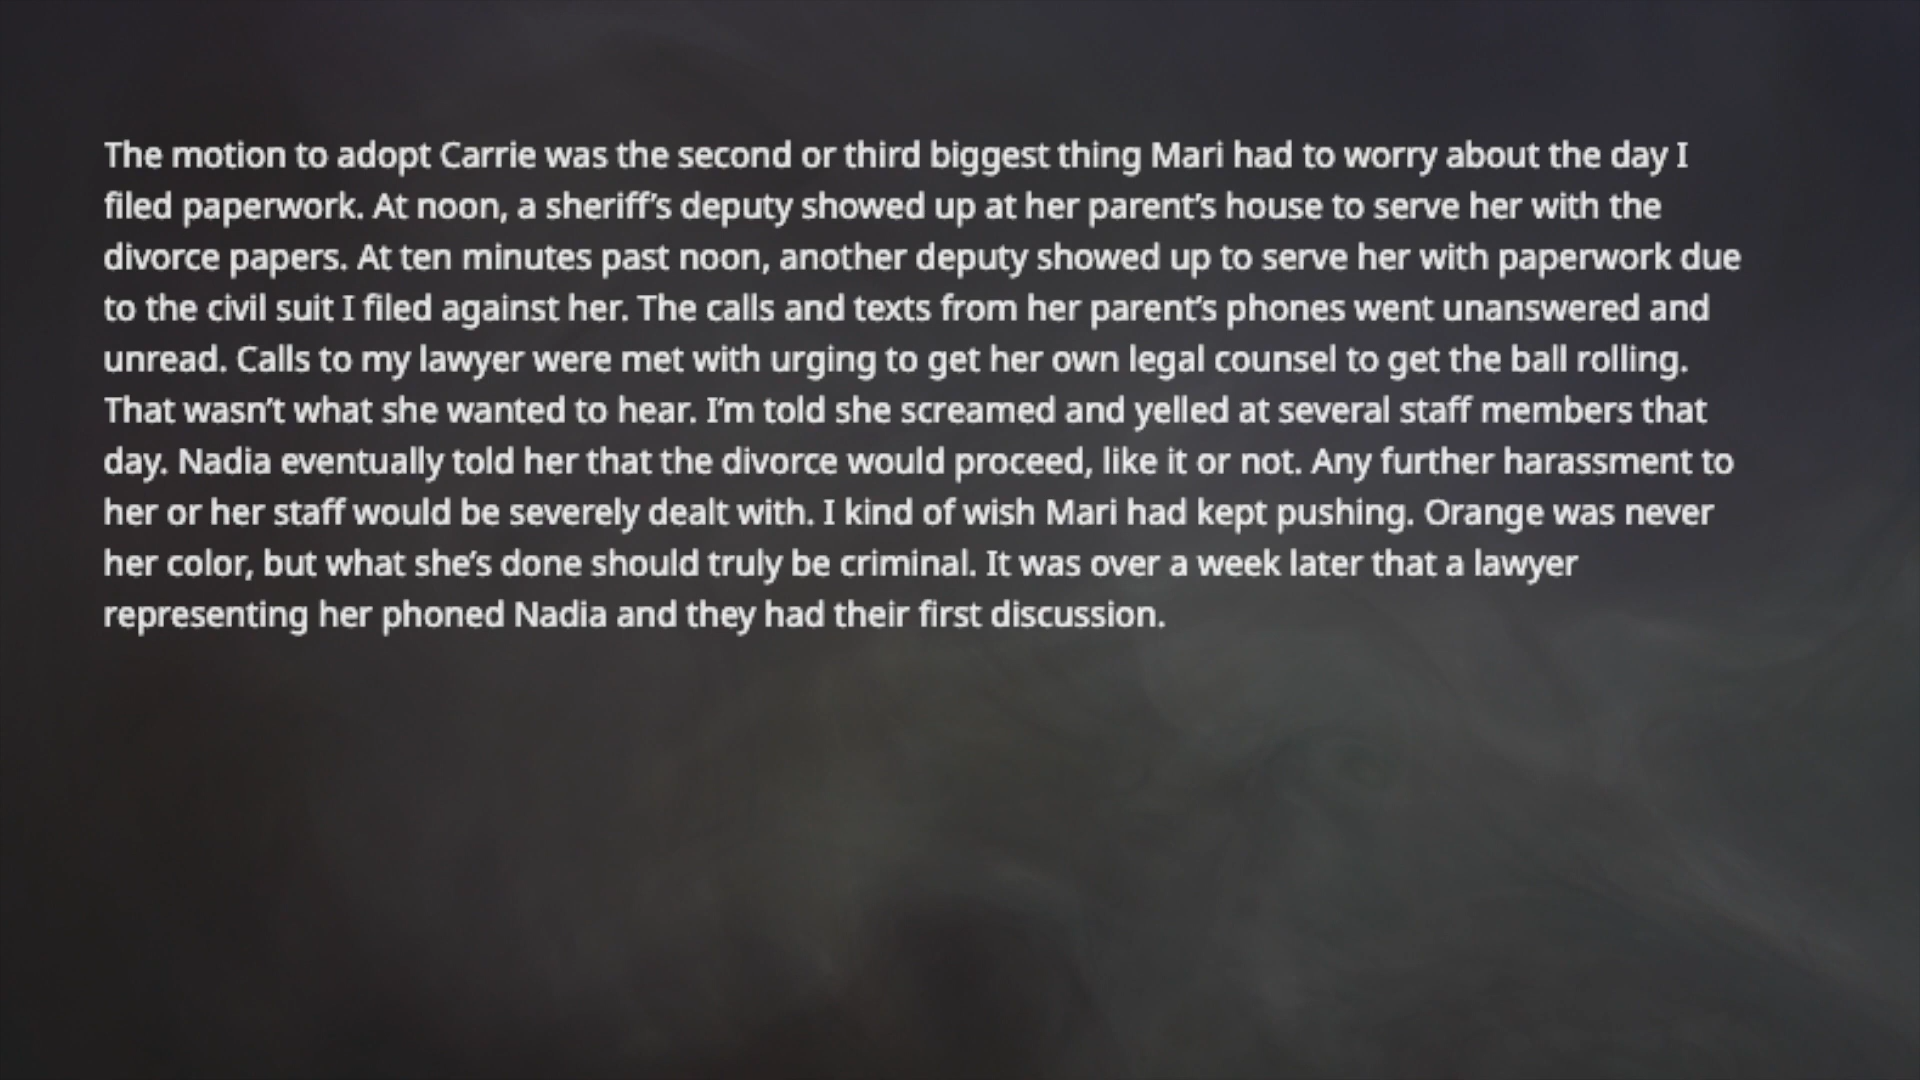 The motion to adopt Carrie was the second or third biggest thing Mari had to worry about the day I
filed paperwork. At noon, a sheriff’s deputy showed up at her parent’s house to serve her with the
divorce papers. At ten minutes past noon, another deputy showed up to serve her with paperwork due
to the civil suit I filed against her. The calls and texts from her parent’s phones went unanswered and
unread. Calls to my lawyer were met with urging to get her own legal counsel to get the ball rolling.
That wasn’t what she wanted to hear. I’m told she screamed and yelled at several staff members that
day. Nadia eventually told her that the divorce would proceed, like it or not. Any further harassment to
her or her staff would be severely dealt with. I kind of wish Mari had kept pushing. Orange was never
her color, but what she’s done should truly be criminal. It was over a week later that a lawyer
representing her phoned Nadia and they had their first discussion.